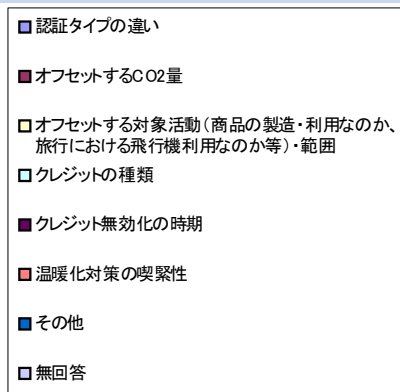 認証タイプの違い
オフセットするCO2量
オフセットする対象活動（商品の製造・利用なのか、
旅行における飛行機利用なのか等）・範囲
クレジットの種類
クレジット無効化の時期
温暖化対策の喫緊性
その他
無回答